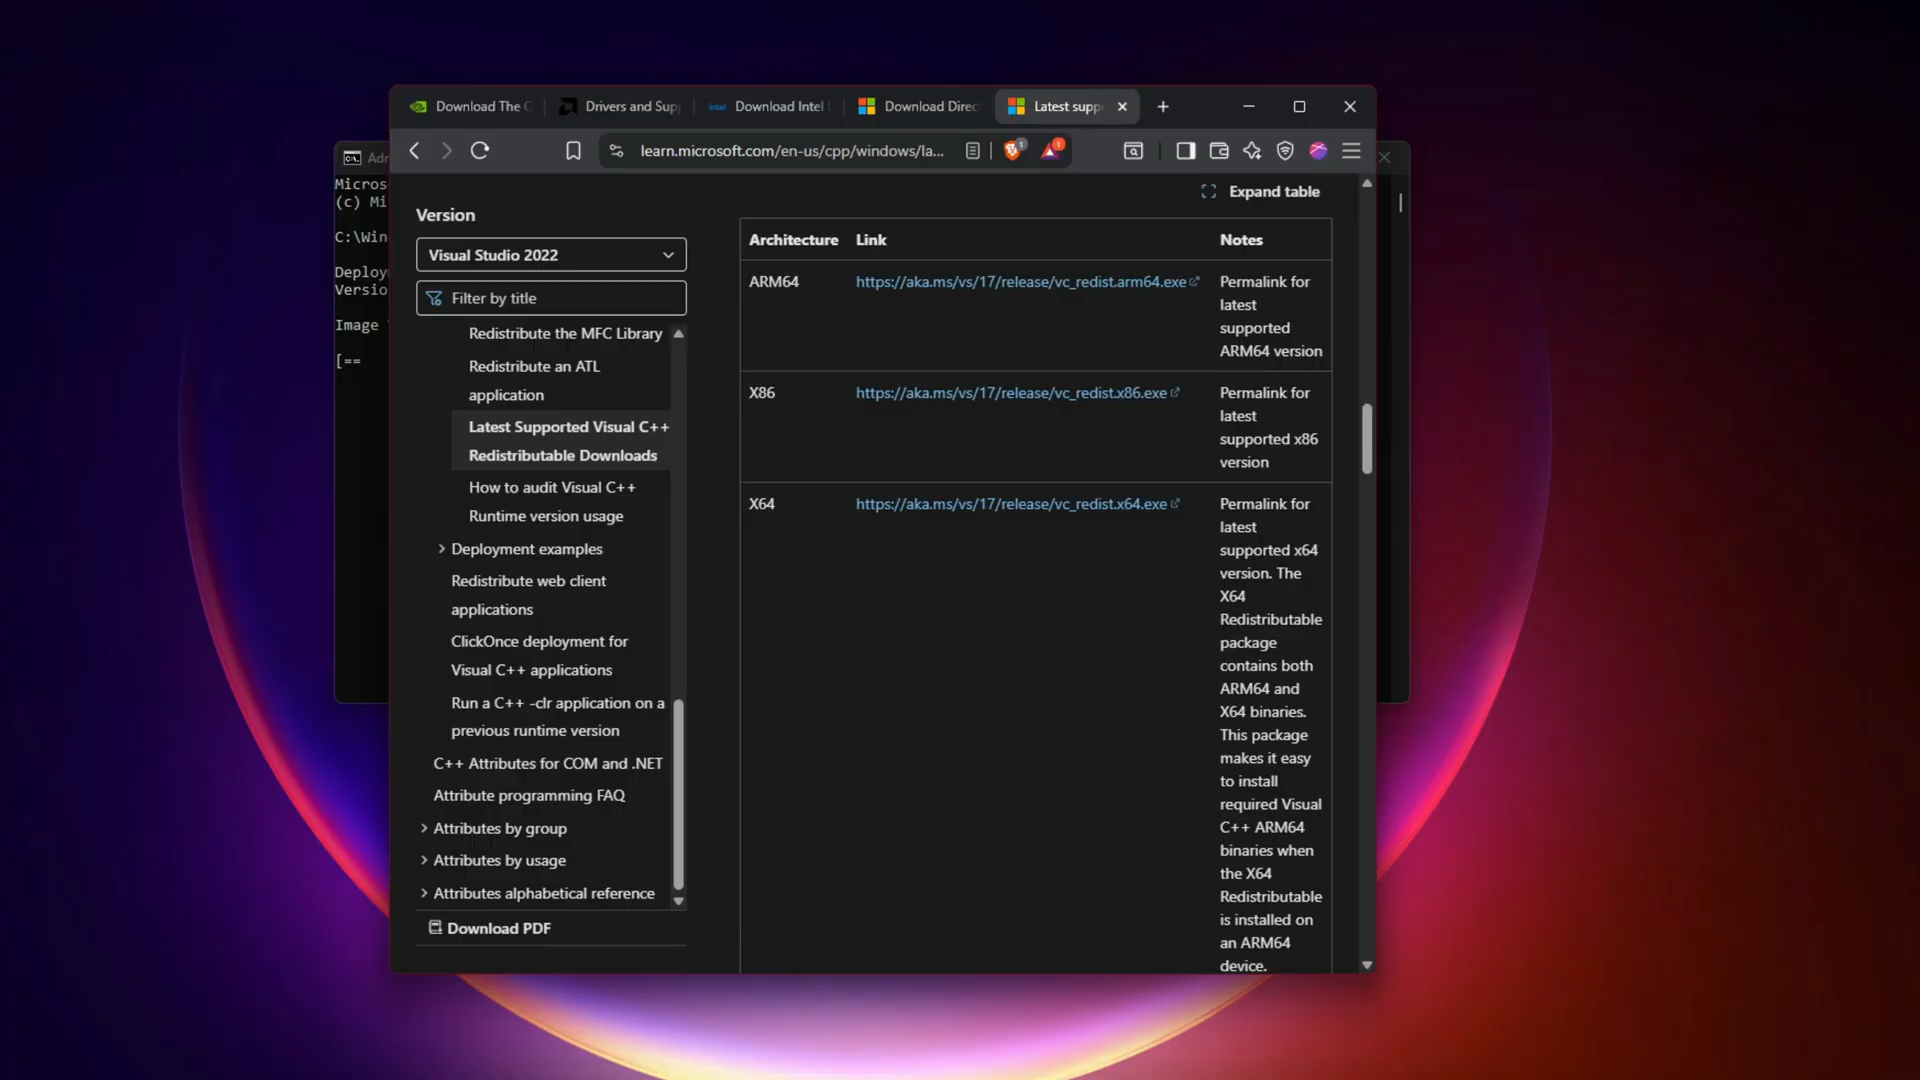 Download The G
Drivers and Supp
intel
Download Intel
Download Direc
Latest supp
Adr
learn.microsoft.com/en-us/cpp/windows/la...
1
1
Micros
(c) Mi
C:\Win
Deploy
Versio
Image
[==
Version
Visual Studio 2022
Filter by title
Redistribute the MFC Library
Redistribute an ATL
application
Latest Supported Visual C++
Redistributable Downloads
How to audit Visual C++
Runtime version usage
Deployment examples
Redistribute web client
applications
ClickOnce deployment for
Visual C++ applications
Run a C++ -clr application on a
previous runtime version
C++ Attributes for COM and .NET
Attribute programming FAQ
Attributes by group
Attributes by usage
Attributes alphabetical reference
Download PDF
Expand table
Architecture Link Notes
ARM64 https://aka.ms/vs/17/release/vc_redist.arm64.exe Permalink for
latest
supported
ARM64 version
X86 https://aka.ms/vs/17/release/vc_redist.x86.exe Permalink for
latest
supported x86
version
X64 https://aka.ms/vs/17/release/vc_redist.x64.exe Permalink for
latest
supported x64
version. The
X64
Redistributable
package
contains both
ARM64 and
X64 binaries.
This package
makes it easy
to install
required Visual
C++ ARM64
binaries when
the X64
Redistributable
is installed on
an ARM64
device.